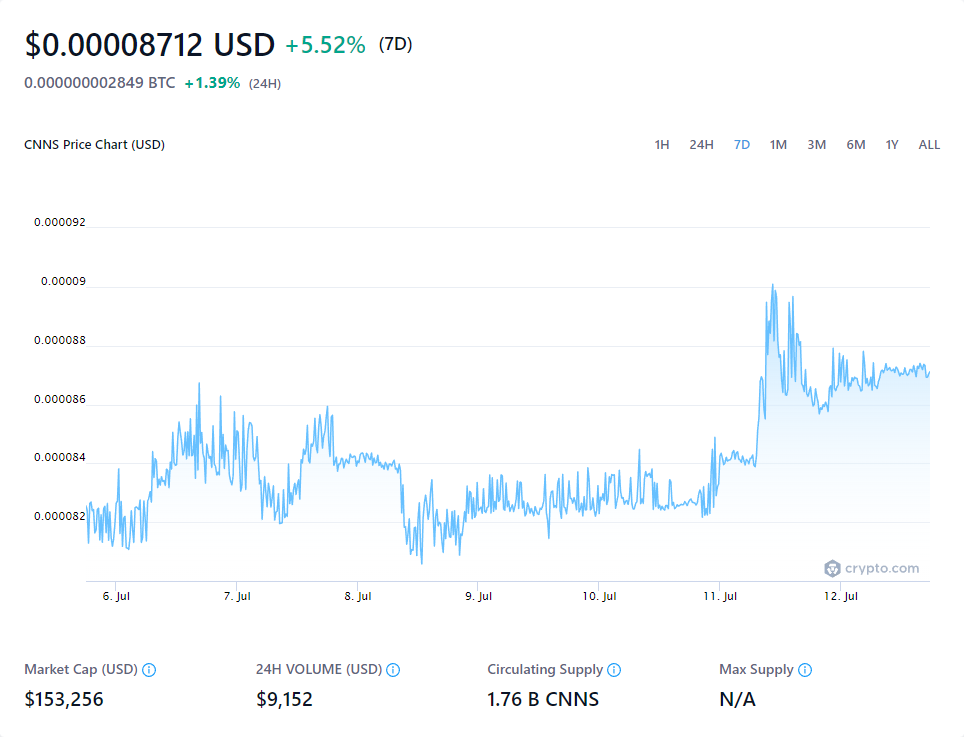 $0.00008712 USD +5.52% (7D)
0.000000002849 BTC +1.39% (24H)
CNNS Price Chart (USD) 1H 24H 7D 1M 3M 6M 1Y ALL
0.000092
0.00009
0.000088
0.000086
0.000084
0.000082
crypto.com
6. Jul 7. Jul 8. Jul 9. Jul 10. Jul 11. Jul 12. Jul
Market Cap (USD) 24H VOLUME (USD) Circulating Supply Max Supply
$153,256 $9,152 1.76 B CNNS N/A